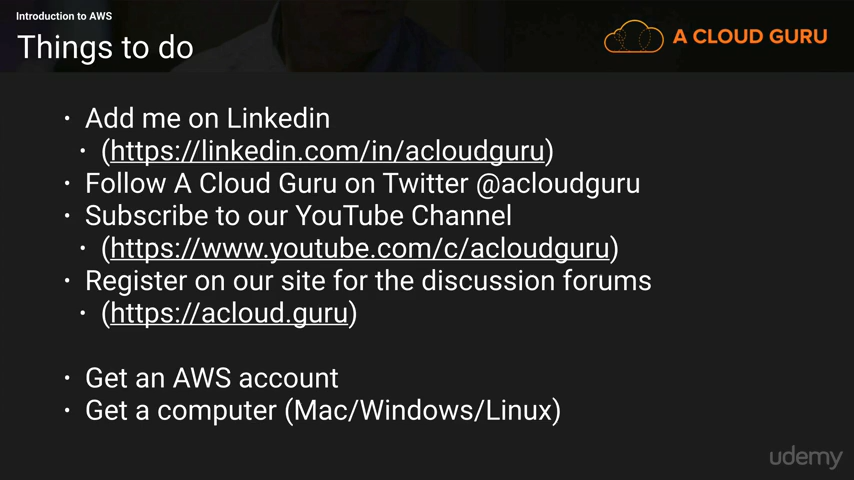 Introduction to AWS
Things to do
A CLOUD GURU
• Add me on Linkedin
• (https://linkedin.com/in/acloudguru)
• Follow A Cloud Guru on Twitter @acloudguru
• Subscribe to our YouTube Channel
• (https://www.youtube.com/c/acloudguru)
• Register on our site for the discussion forums
• (https://acloud.guru)
• Get an AWS account
• Get a computer (Mac/Windows/Linux)
udemy